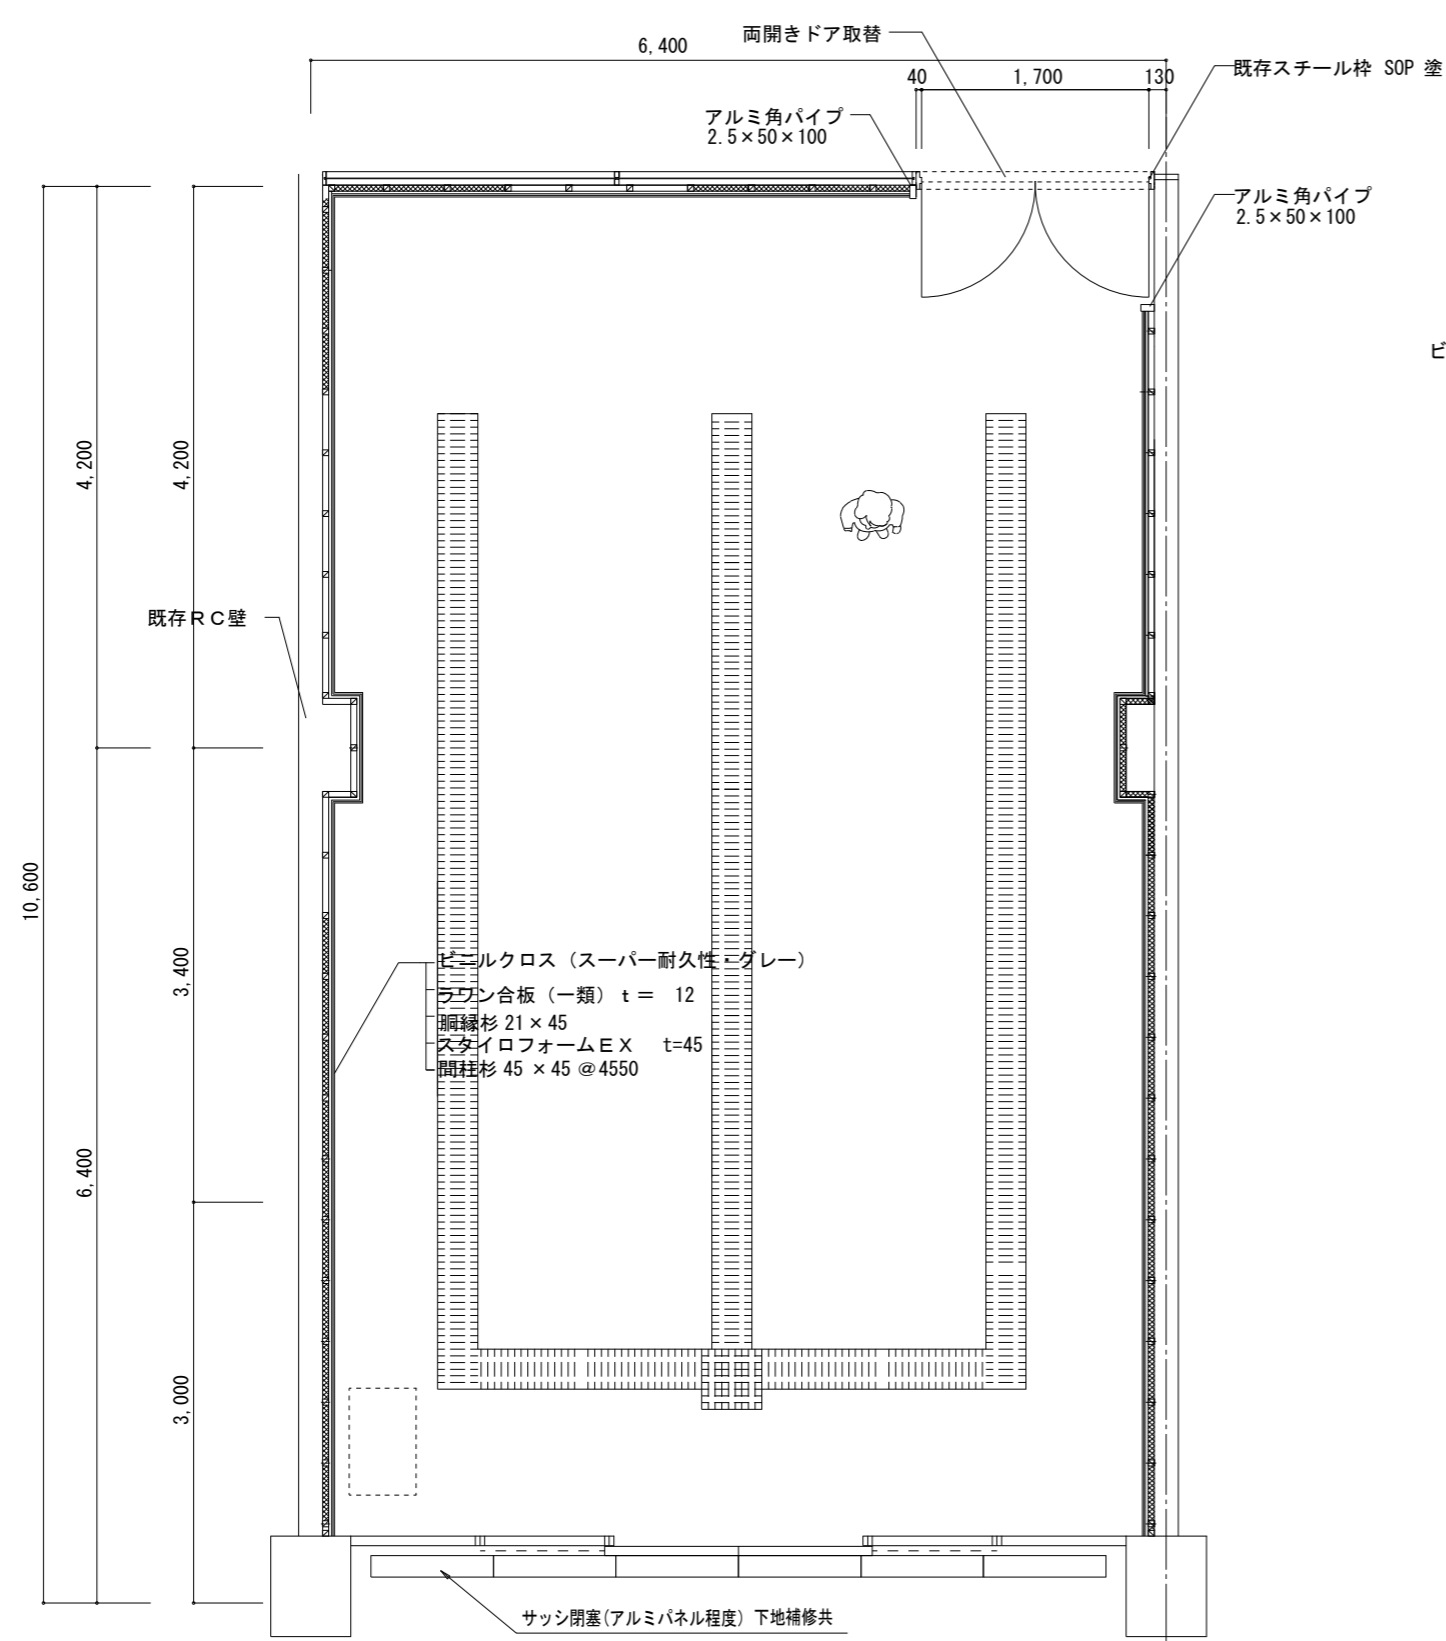 両開きドア取替
6,400
既存スチール枠 SOP 塗
40
1,700
130
アルミ角パイプ
2.5×50×100
アルミ角パイプ
2.5×50×100
ビ
4,200
4,200
既存RC壁
10,600
3,400
ビニルクロス（スーパー耐久性・グレー）
ラワン合板（一類）ｔ＝ 12
胴縁杉 21×45
スタイロフォームＥＸ t=45
間柱杉 45 ×45 @4550
6,400
3,000
サッシ閉塞(アルミパネル程度) 下地補修共